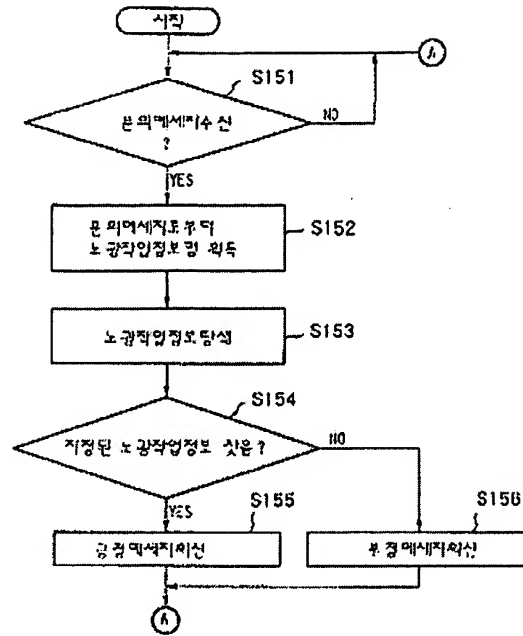 시작
A
S151
문의메세지수신
?
NO
YES
문의메세지로부터
노광작업정보명 획득
S152
노광작업정보탐색
S153
S154
지정된 노광작업정보 찾음?
NO
YES
S155
긍정메세지회신
S156
부정메세지회신
A